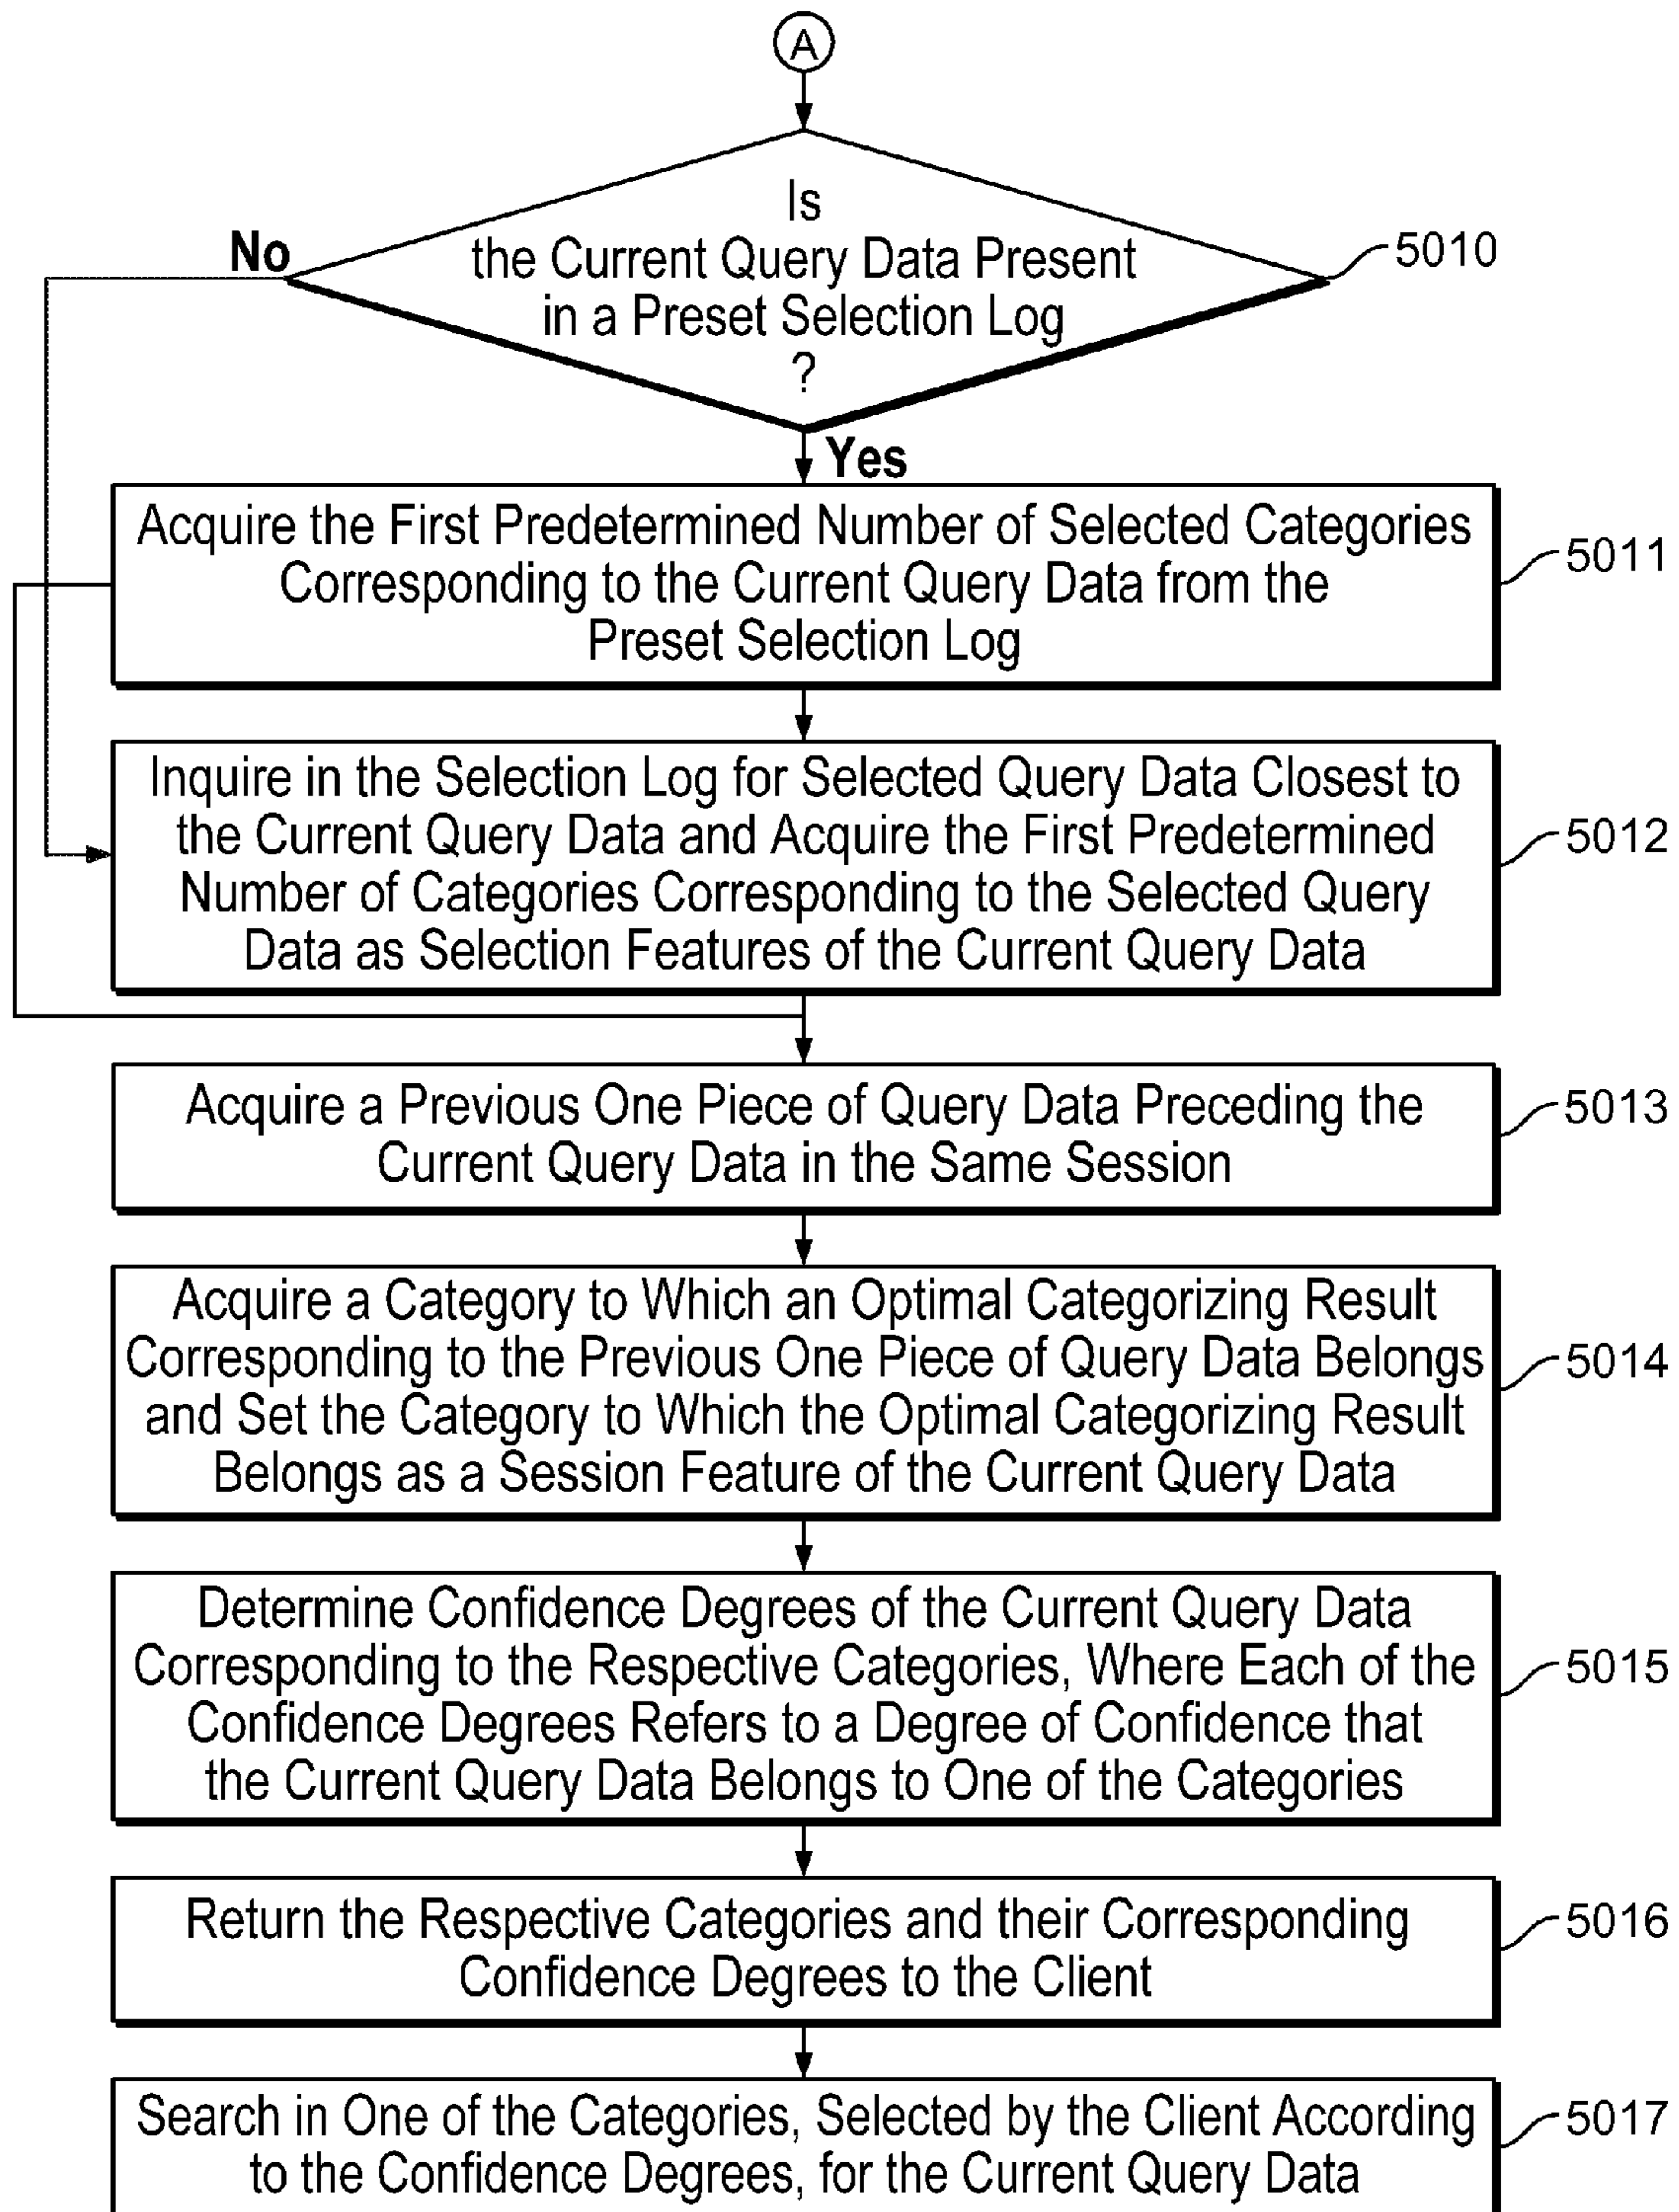 A
Is
the Current Query Data Present
in a Preset Selection Log
?
No
5010
Yes
Acquire the First Predetermined Number of Selected Categories
Corresponding to the Current Query Data from the
Preset Selection Log
5011
Inquire in the Selection Log for Selected Query Data Closest to
the Current Query Data and Acquire the First Predetermined
Number of Categories Corresponding to the Selected Query
Data as Selection Features of the Current Query Data
5012
Acquire a Previous One Piece of Query Data Preceding the
Current Query Data in the Same Session
5013
Acquire a Category to Which an Optimal Categorizing Result
Corresponding to the Previous One Piece of Query Data Belongs
and Set the Category to Which the Optimal Categorizing Result
Belongs as a Session Feature of the Current Query Data
5014
Determine Confidence Degrees of the Current Query Data
Corresponding to the Respective Categories, Where Each of the
Confidence Degrees Refers to a Degree of Confidence that
the Current Query Data Belongs to One of the Categories
5015
Return the Respective Categories and their Corresponding
Confidence Degrees to the Client
5016
Search in One of the Categories, Selected by the Client According
to the Confidence Degrees, for the Current Query Data
5017